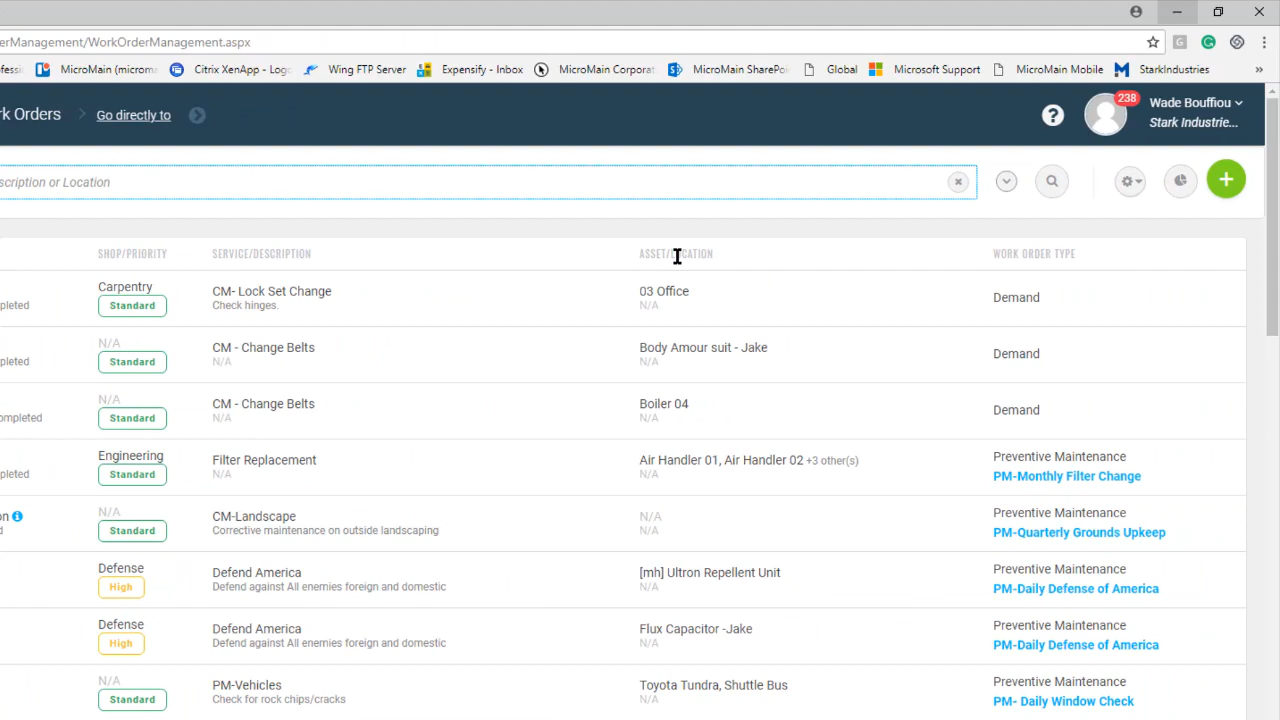 erManagement/WorkOrderManagement.aspx
ofessi
MicroMain (microma
Citrix XenApp - Logo
Wing FTP Server
Expensify - Inbox
MicroMain Corporat
MicroMain SharePoi
Global
Microsoft Support
MicroMain Mobile
StarkIndustries
»
rk Orders
Go directly to
?
238
Wade Bouffiou
Stark Industrie...
scription or Location
SHOP/PRIORITY SERVICE/DESCRIPTION ASSET/LOCATION WORK ORDER TYPE
Carpentry CM- Lock Set Change 03 Office Demand
pleted Standard Check hinges. N/A
N/A CM - Change Belts Body Amour suit - Jake Demand
pleted Standard N/A N/A
N/A CM - Change Belts Boiler 04 Demand
ompleted Standard N/A N/A
Engineering Filter Replacement Air Handler 01, Air Handler 02 +3 other(s) Preventive Maintenance
pleted Standard N/A N/A PM-Monthly Filter Change
on N/A CM-Landscape N/A Preventive Maintenance
d Standard Corrective maintenance on outside landscaping N/A PM-Quarterly Grounds Upkeep
Defense Defend America [mh] Ultron Repellent Unit Preventive Maintenance
High Defend against All enemies foreign and domestic N/A PM-Daily Defense of America
Defense Defend America Flux Capacitor -Jake Preventive Maintenance
High Defend against All enemies foreign and domestic N/A PM-Daily Defense of America
N/A PM-Vehicles Toyota Tundra, Shuttle Bus Preventive Maintenance
Standard Check for rock chips/cracks N/A PM- Daily Window Check